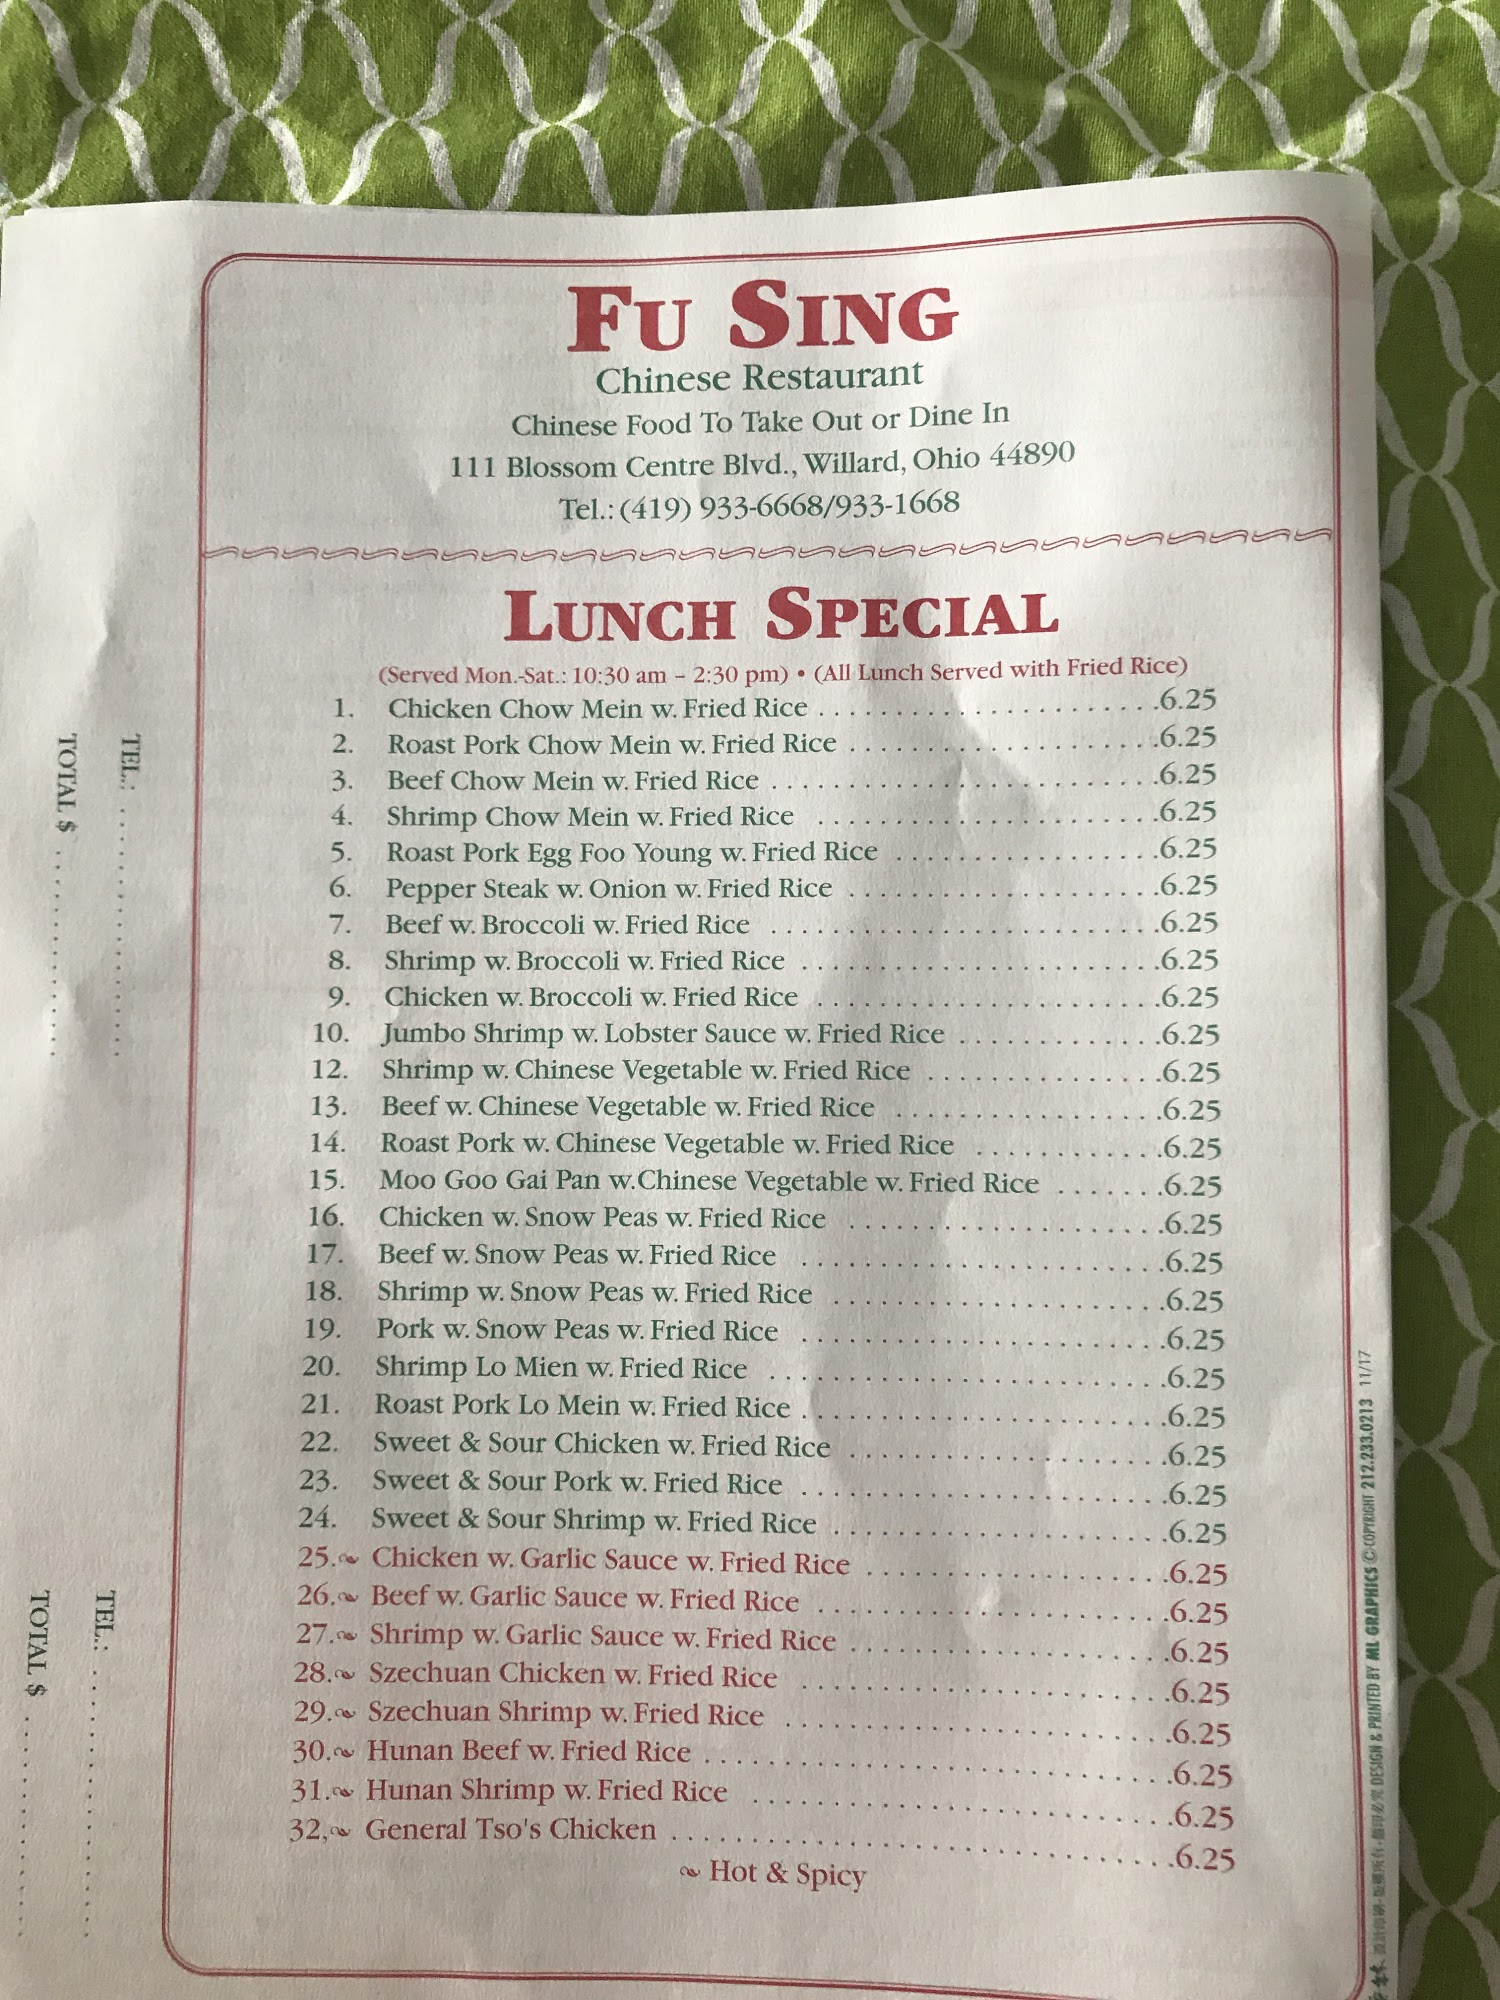 FU SING
Chinese Restaurant
Chinese Food To Take Out or Dine In
111 Blossom Centre Blvd., Willard, Ohio 44890
Tel.: (419) 933-6668/933-1668
LUNCH SPECIAL
(Served Mon.-Sat.: 10:30 am – 2:30 pm) • (All Lunch Served with Fried Rice)
1. Chicken Chow Mein w. Fried Rice . . . . . . . . . . . . . . . . . . . . . .6.25
2. Roast Pork Chow Mein w. Fried Rice . . . . . . . . . . . . . . . . . . . .6.25
3. Beef Chow Mein w. Fried Rice . . . . . . . . . . . . . . . . . . . . . . . . .6.25
4. Shrimp Chow Mein w. Fried Rice . . . . . . . . . . . . . . . . . . . . . .6.25
5. Roast Pork Egg Foo Young w. Fried Rice . . . . . . . . . . . . . . . . .6.25
6. Pepper Steak w. Onion w. Fried Rice . . . . . . . . . . . . . . . . . . . .6.25
7. Beef w. Broccoli w. Fried Rice . . . . . . . . . . . . . . . . . . . . . . . . .6.25
8. Shrimp w. Broccoli w. Fried Rice . . . . . . . . . . . . . . . . . . . . . . .6.25
9. Chicken w. Broccoli w. Fried Rice . . . . . . . . . . . . . . . . . . . . . .6.25
10. Jumbo Shrimp w. Lobster Sauce w. Fried Rice . . . . . . . . . . . . .6.25
12. Shrimp w. Chinese Vegetable w. Fried Rice . . . . . . . . . . . . . . .6.25
13. Beef w. Chinese Vegetable w. Fried Rice . . . . . . . . . . . . . . . . .6.25
14. Roast Pork w. Chinese Vegetable w. Fried Rice . . . . . . . . . . . .6.25
15. Moo Goo Gai Pan w.Chinese Vegetable w. Fried Rice . . . . . . .6.25
16. Chicken w. Snow Peas w. Fried Rice . . . . . . . . . . . . . . . . . . . .6.25
17. Beef w. Snow Peas w. Fried Rice . . . . . . . . . . . . . . . . . . . . . . .6.25
18. Shrimp w. Snow Peas w. Fried Rice . . . . . . . . . . . . . . . . . . . . .6.25
19. Pork w. Snow Peas w. Fried Rice . . . . . . . . . . . . . . . . . . . . . . .6.25
20. Shrimp Lo Mien w. Fried Rice . . . . . . . . . . . . . . . . . . . . . . . . .6.25
21. Roast Pork Lo Mein w. Fried Rice . . . . . . . . . . . . . . . . . . . . . . .6.25
22. Sweet & Sour Chicken w. Fried Rice . . . . . . . . . . . . . . . . . . . . .6.25
23. Sweet & Sour Pork w. Fried Rice . . . . . . . . . . . . . . . . . . . . . . .6.25
24. Sweet & Sour Shrimp w. Fried Rice . . . . . . . . . . . . . . . . . . . . .6.25
25. Chicken w. Garlic Sauce w. Fried Rice . . . . . . . . . . . . . . . . . . . .6.25
26. Beef w. Garlic Sauce w. Fried Rice . . . . . . . . . . . . . . . . . . . . . . .6.25
27. Shrimp w. Garlic Sauce w. Fried Rice . . . . . . . . . . . . . . . . . . . . .6.25
28. Szechuan Chicken w. Fried Rice . . . . . . . . . . . . . . . . . . . . . . . .6.25
29. Szechuan Shrimp w. Fried Rice . . . . . . . . . . . . . . . . . . . . . . . . .6.25
30. Hunan Beef w. Fried Rice . . . . . . . . . . . . . . . . . . . . . . . . . . . . .6.25
31. Hunan Shrimp w. Fried Rice . . . . . . . . . . . . . . . . . . . . . . . . . . .6.25
32, General Tso's Chicken . . . . . . . . . . . . . . . . . . . . . . . . . . . . . . .6.25
Hot & Spicy
TEL.: . . . . . . . . . . . . . . . . . . . .
TOTAL $ . . . . . . . . . . . . . . . .
TEL.: . . . . . . . . . . . . . . . . . . . .
TOTAL $ . . . . . . . . . . . . . . . .
DESIGN & PRINTED BY ML GRAPHICS © COPYRIGHT 212.233.0213 11/17